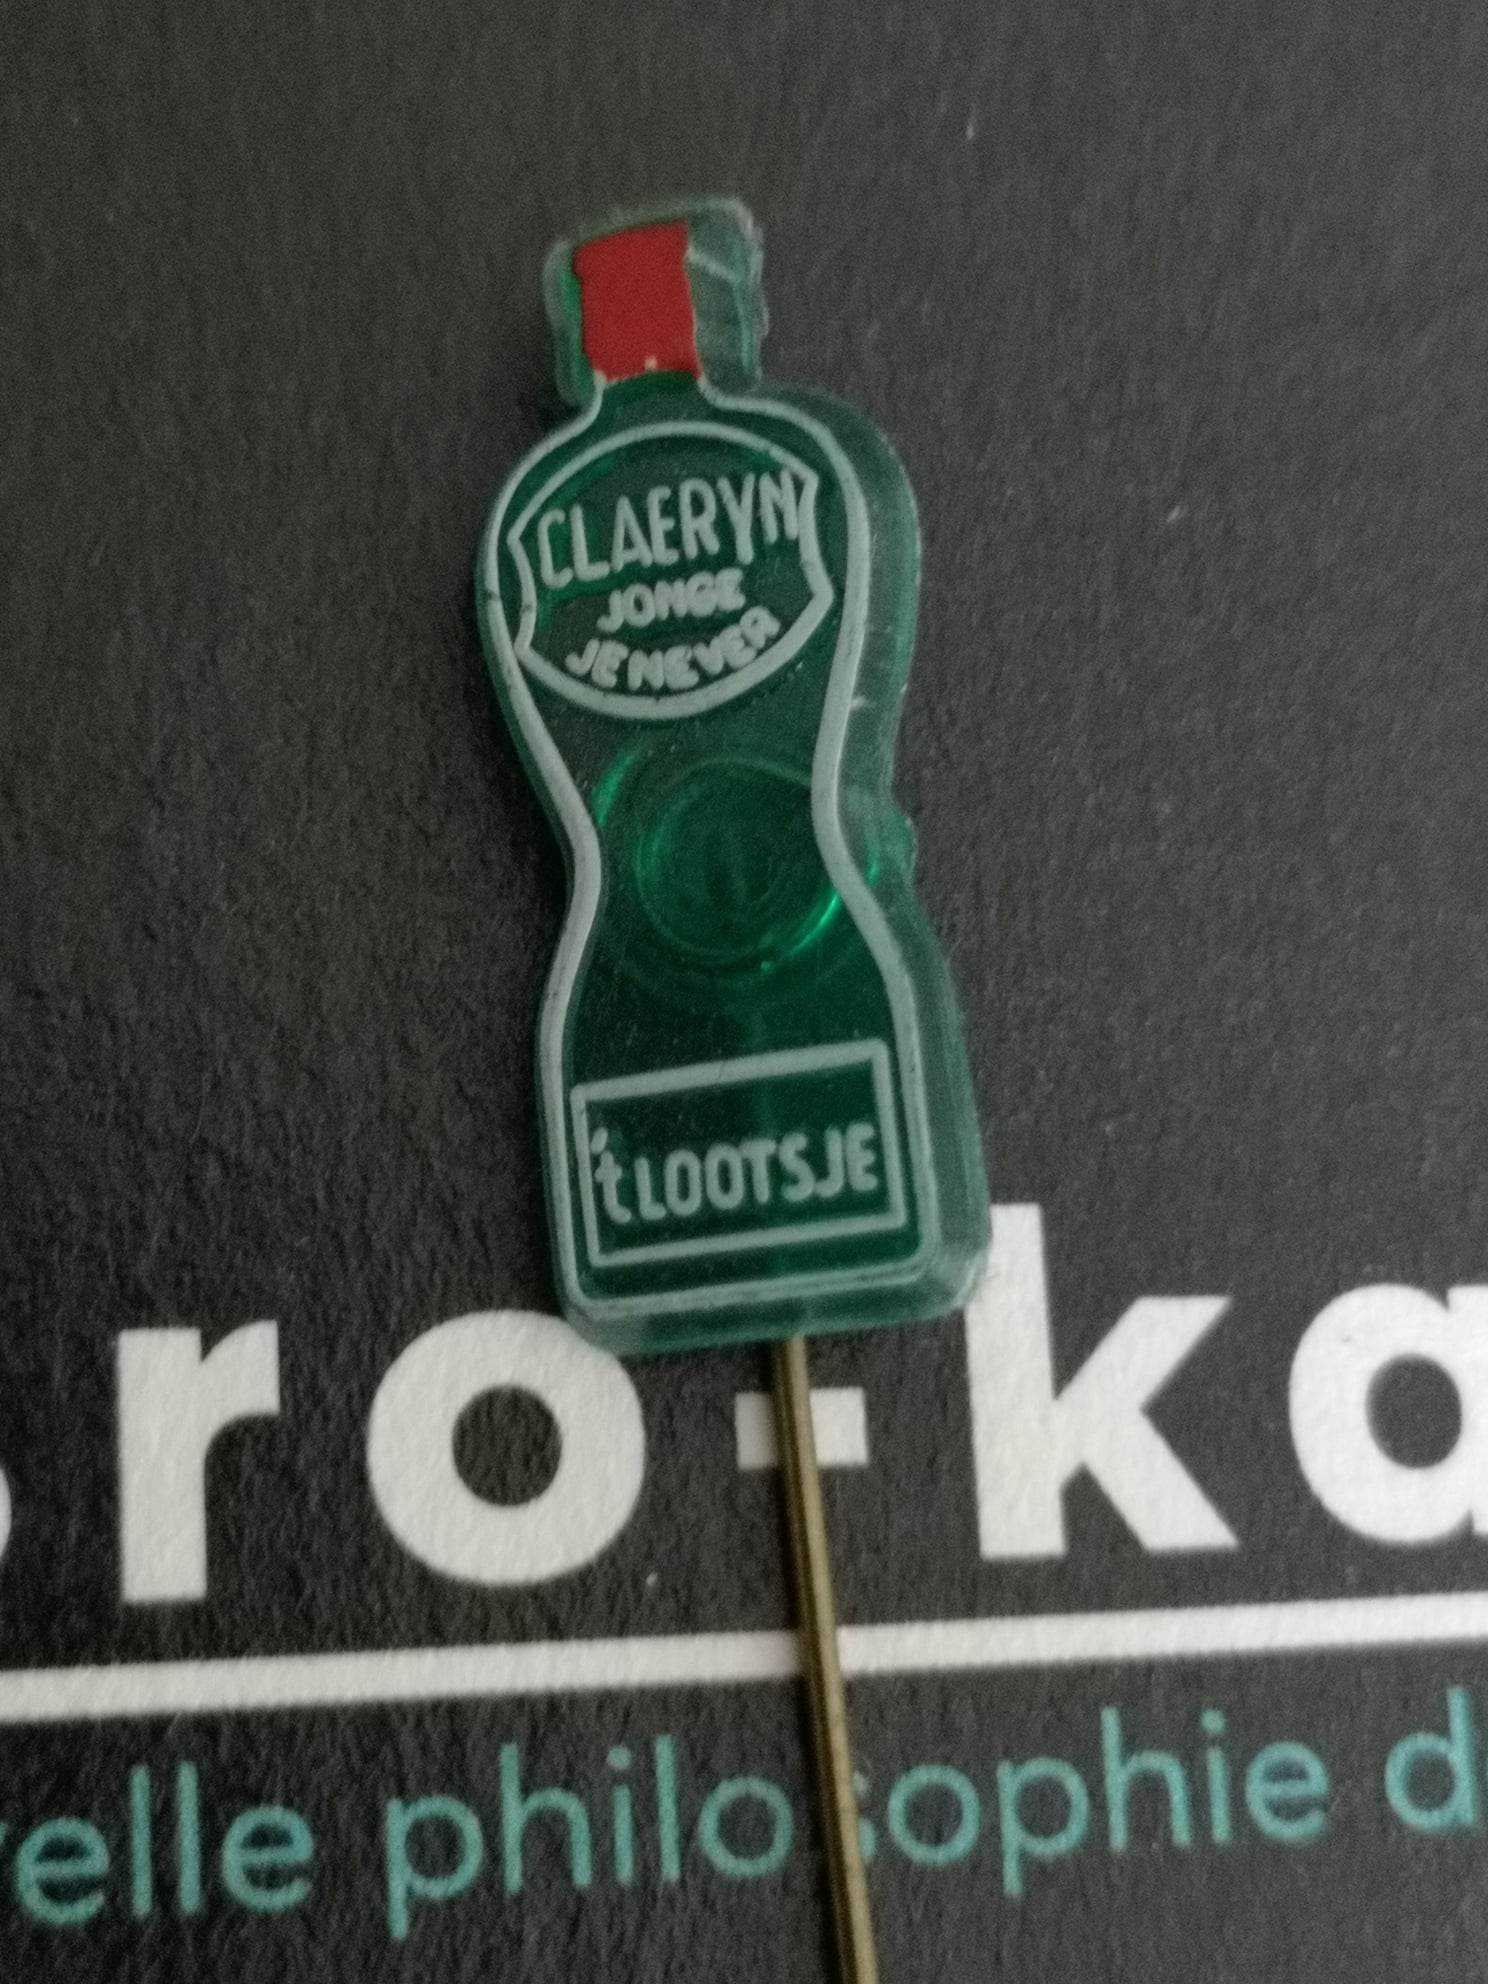 CLAERYN
JONGE
JENEVER
't LOOTSJE
ro-ka
elle philosophie d